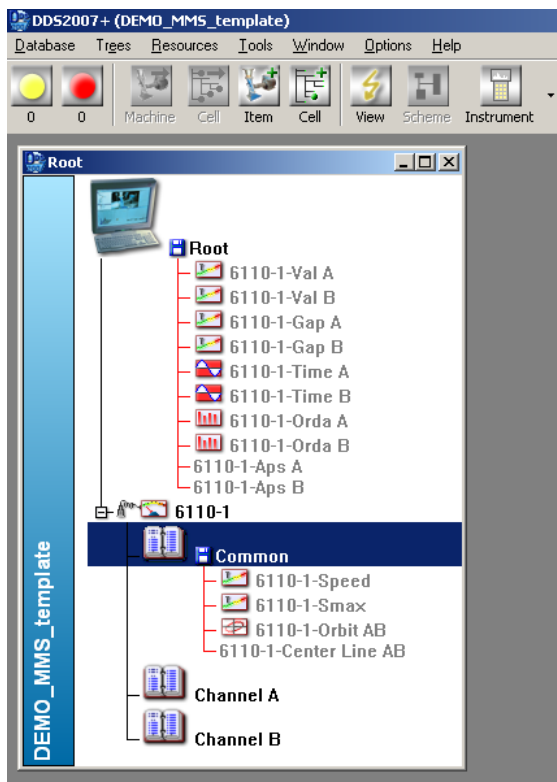 DDS2007+ (DEMO_MMS_template)
Database Trees Resources Tools Window Options Help
0 0 Machine Cell Item Cell View Scheme Instrument
Root
Root
6110-1-Val A
6110-1-Val B
6110-1-Gap A
6110-1-Gap B
6110-1-Time A
6110-1-Time B
6110-1-Orda A
6110-1-Orda B
6110-1-Aps A
6110-1-Aps B
6110-1
Common
6110-1-Speed
6110-1-Smax
6110-1-Orbit AB
6110-1-Center Line AB
Channel A
Channel B
DEMO_MMS_template